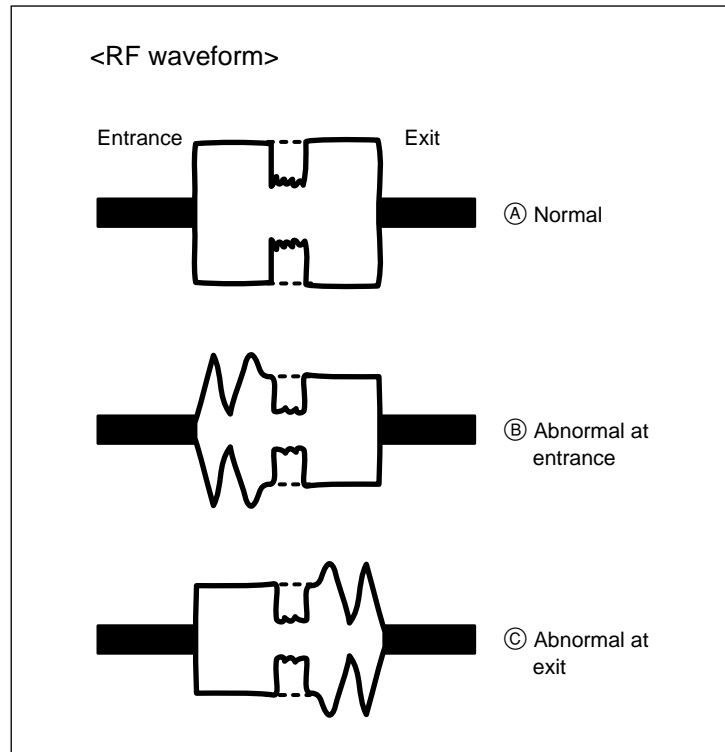 <RF waveform>
Entrance
Exit
Ⓐ Normal
Ⓑ Abnormal at
entrance
Ⓒ Abnormal at
exit